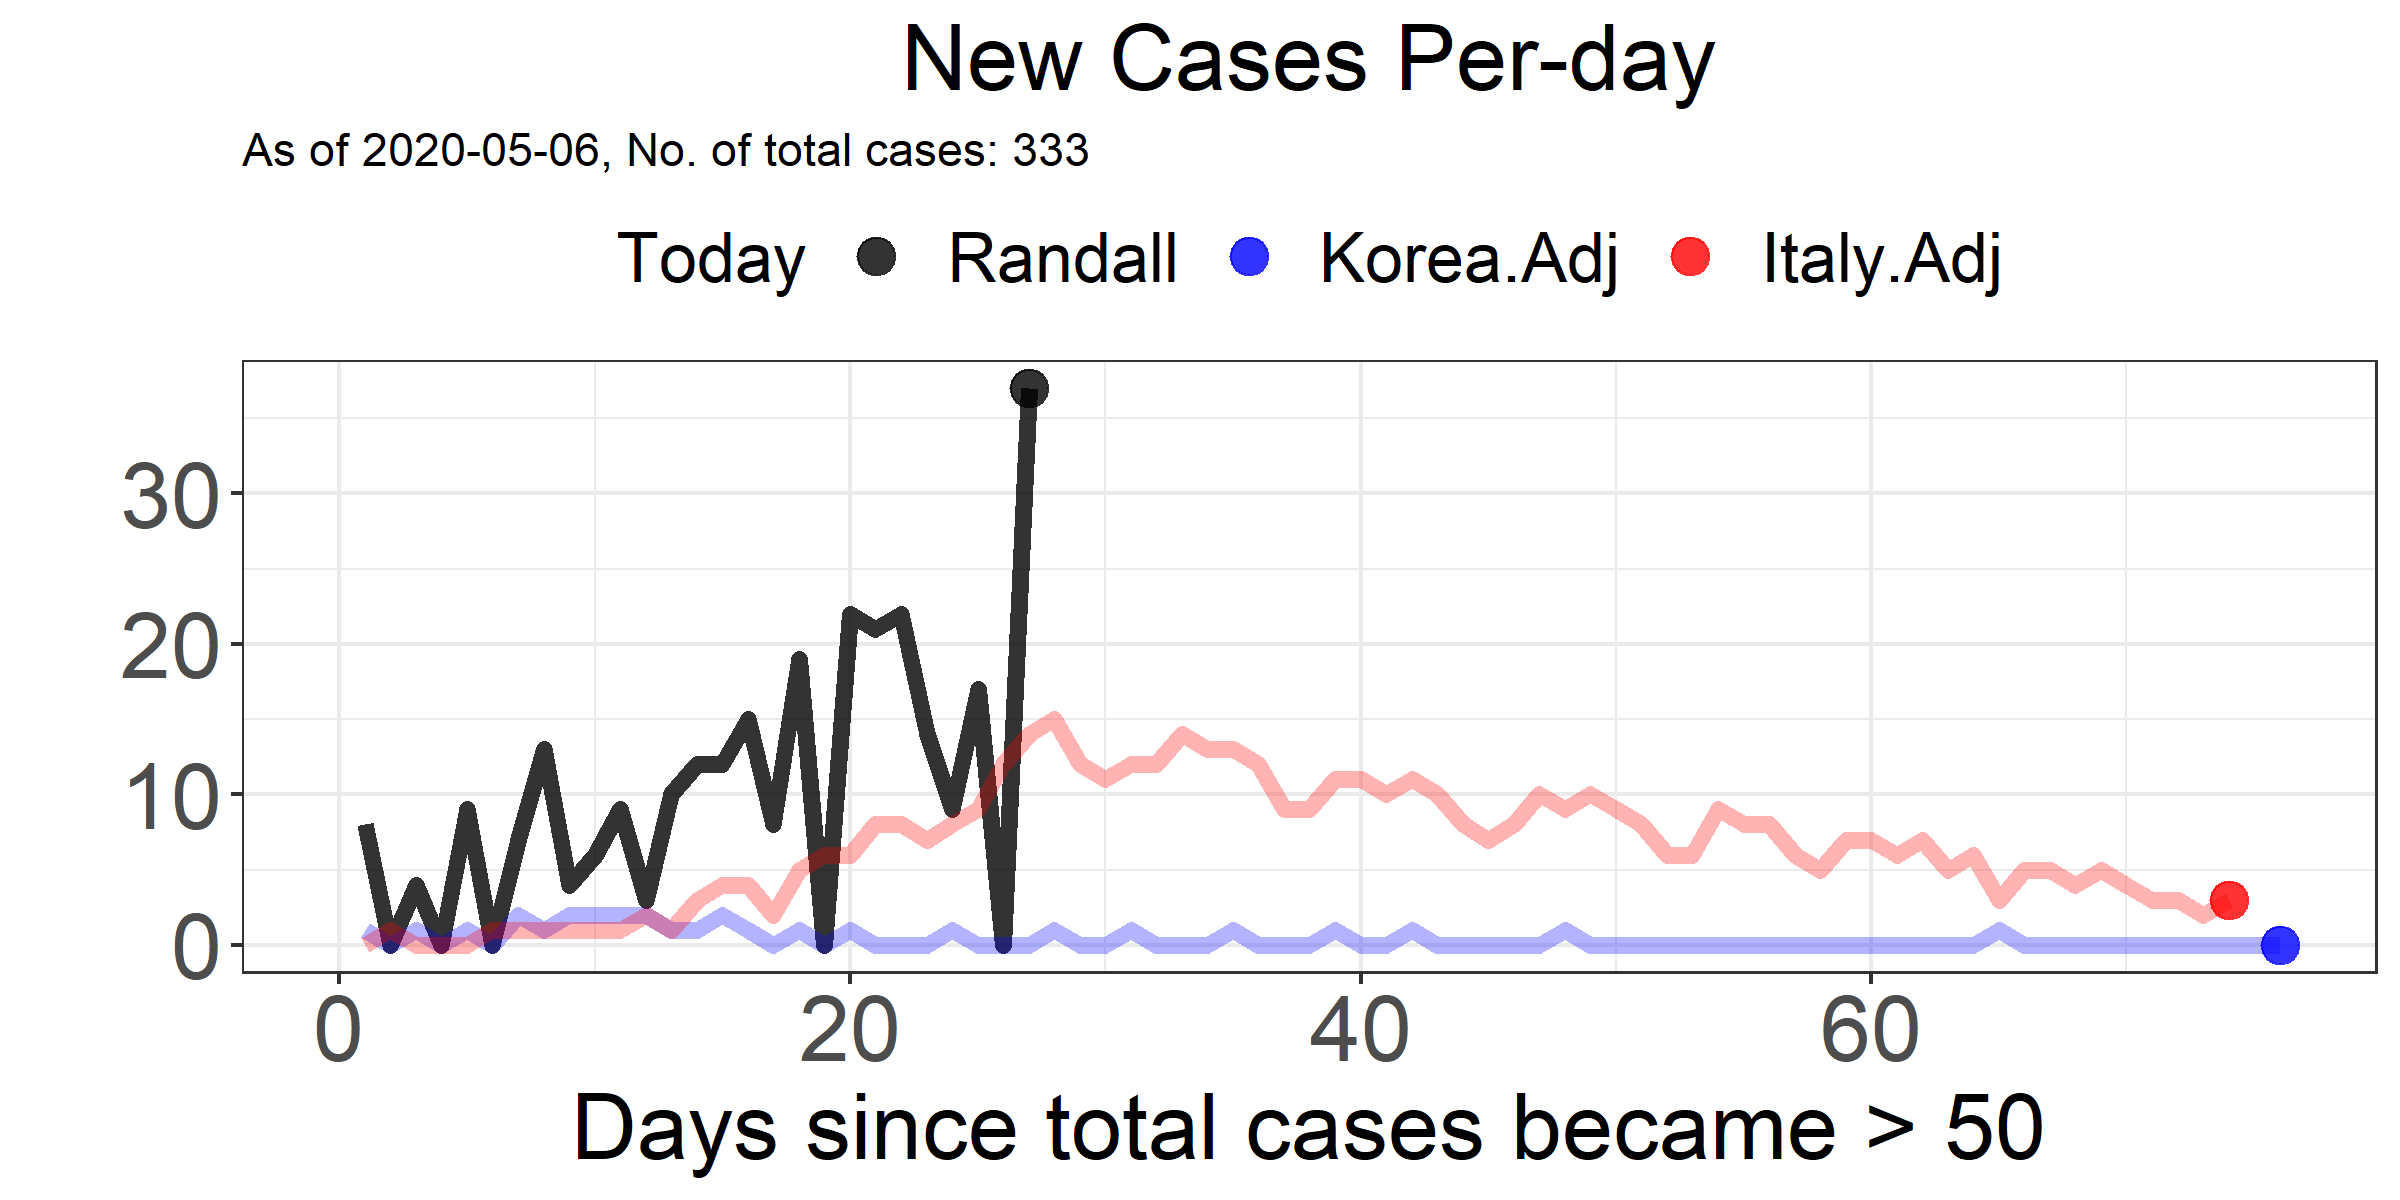 New Cases Per-day
As of 2020-05-06, No. of total cases: 333
Today Randall Korea.Adj Italy.Adj
30
20
10
0
0 20 40 60
Days since total cases became > 50